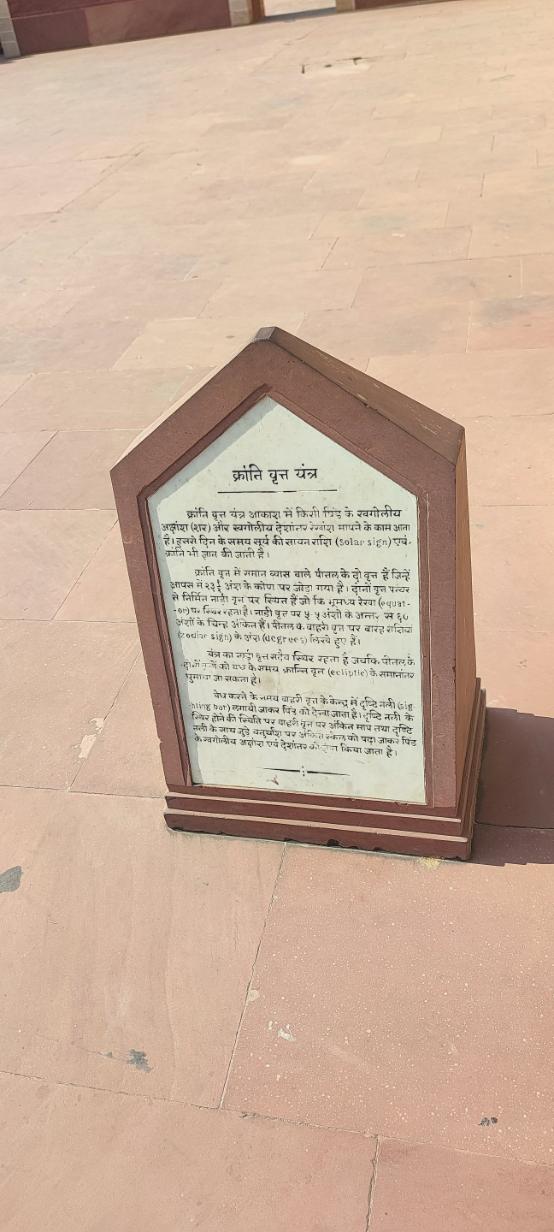 क्रांति वृत्त यंत्र
क्रांति वृत्त यंत्र आकाश में किसी पिंड के खगोलीय
अक्षांश (शर) और खगोलीय देशांतर रेखांश मापने के काम आता
है। इससे दिन के समय सूर्य की सायन राशि (Solar sign) एवं
क्रांति भी ज्ञात की जाती है।
क्रांति वृत्त में समान व्यास वाले पीतल के दो वृत्त हैं जिन्हें
आपस में २३½ अंश के कोण पर जोड़ा गया है। दोनों वृत्त पत्थर
से निर्मित नाड़ी वृत्त पर स्थित हैं जो कि भूमध्य रेखा (equat-
-or) पर स्थिर रहता है। नाड़ी वृत्त पर ५-५ अंशों के अन्तर से ६०
अंशों के चिन्ह अंकित हैं। पीतल के बाहरी वृत्त पर बारह राशियों
(zodiac sign) के अंश (degrees) लिखे हुए हैं।
यंत्र का नाड़ी वृत्त सदैव स्थिर रहता है जबकि पीतल के
दोनों वृत्तों को वेध के समय क्रान्ति वृत्त (ecliptic) के समानांतर
घुमाया जा सकता है।
वेध करने के समय बाहरी वृत्त के केन्द्र में दृष्टि नली (Sig-
hting bar) लगायी जाकर पिंड को देखा जाता है। दृष्टि नली के
स्थिर होने की स्थिति पर बाहरी वृत्त पर अंकित माप तथा दृष्टि
नली के साथ जुड़े चतुर्थांश पर अंकित स्केल को पढ़ा जाकर पिंड
के खगोलीय अक्षांश एवं देशांतर को किया जाता है।